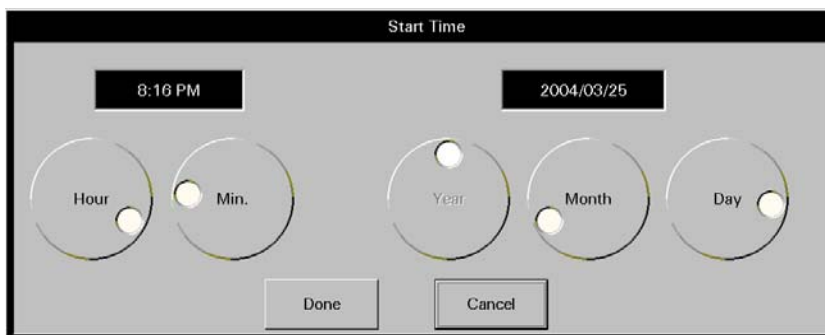 Start Time
8:16 PM
2004/03/25
Hour
Min.
Year
Month
Day
Done
Cancel